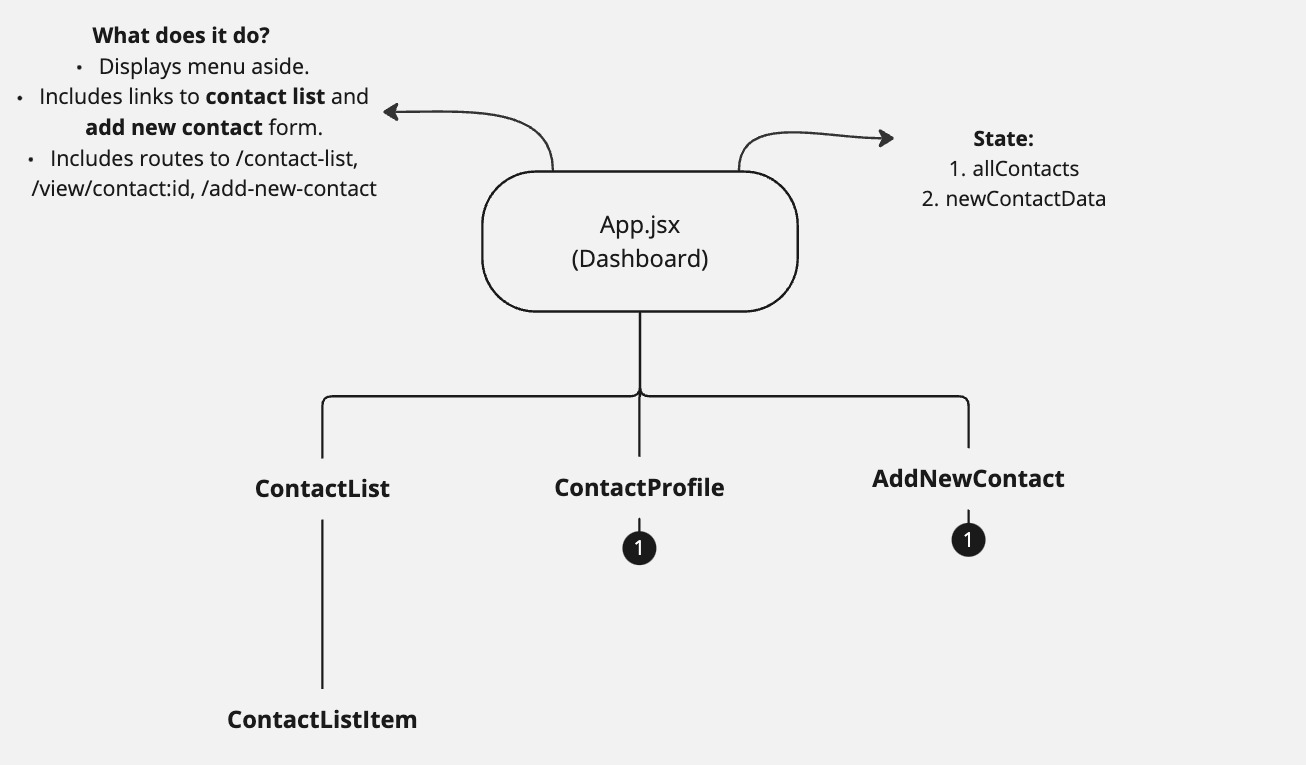 What does it do?
• Displays menu aside.
• Includes links to contact list and
add new contact form.
• Includes routes to /contact-list,
/view/contact:id, /add-new-contact
State:
1. allContacts
2. newContactData
App.jsx
(Dashboard)
ContactList
ContactProfile
AddNewContact
1
1
ContactListItem